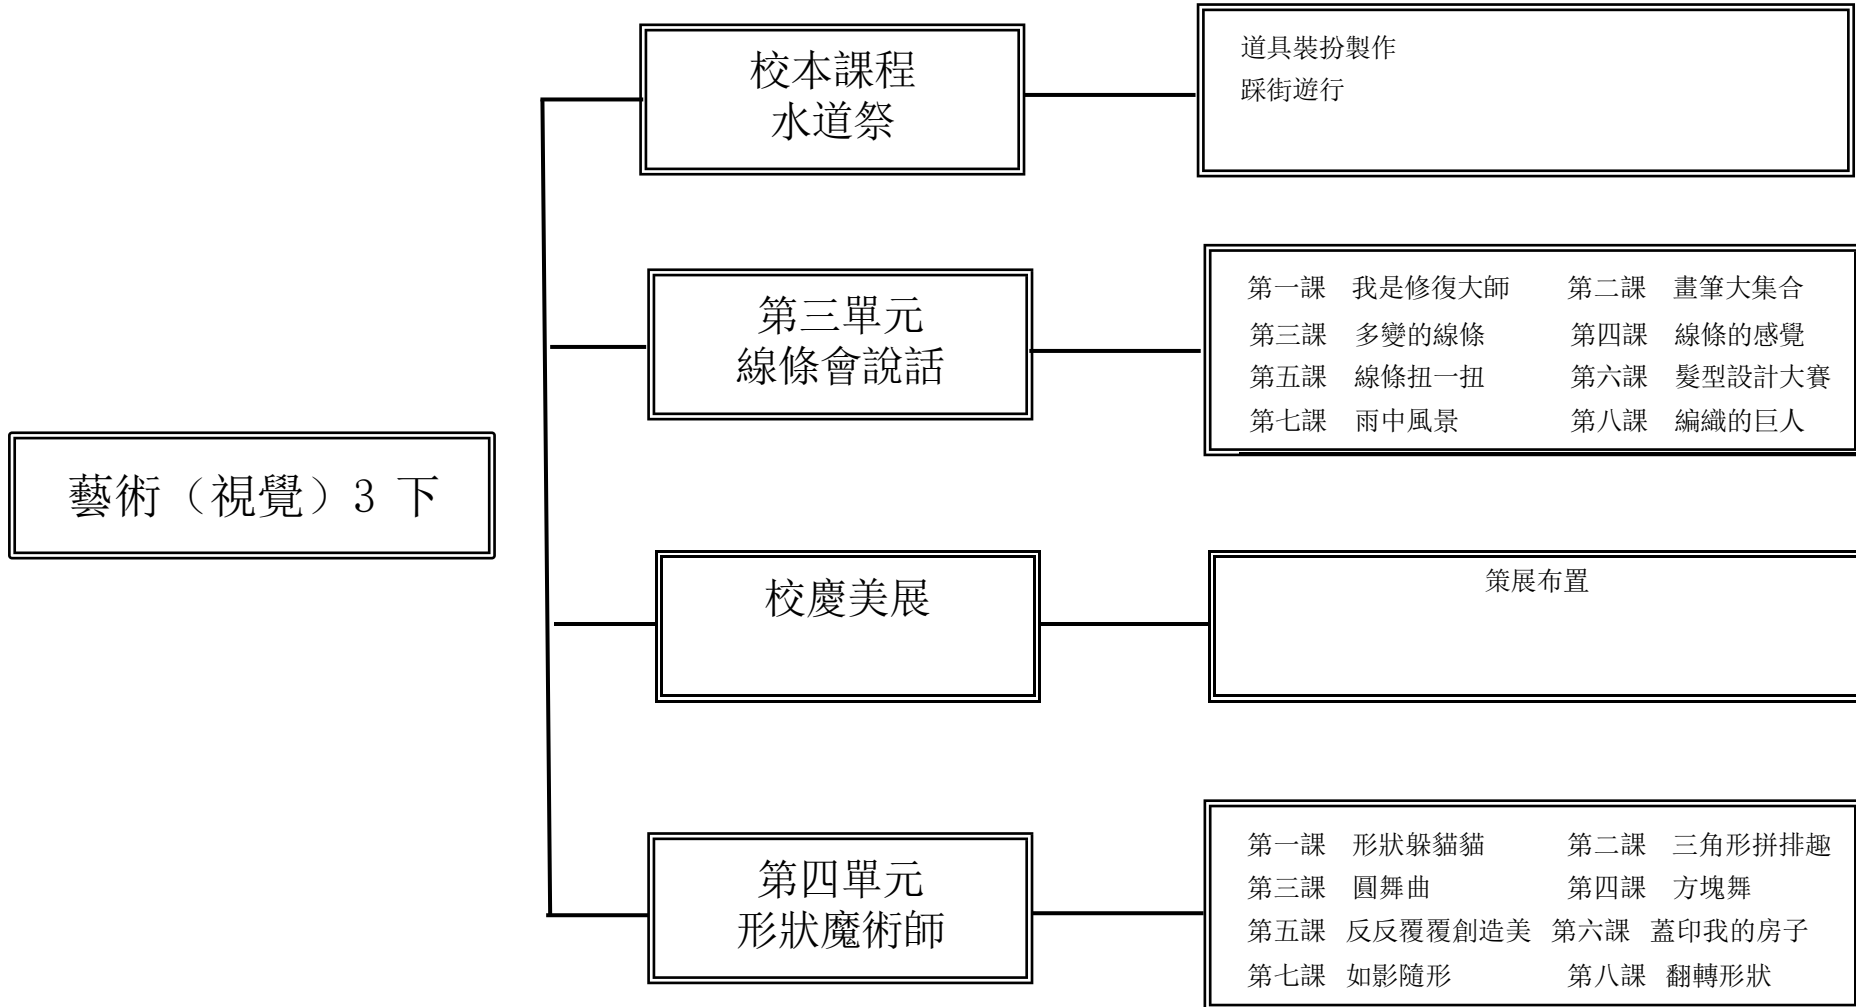 藝術（視覺）3 下
校本課程
水道祭
道具裝扮製作
踩街遊行
第三單元
線條會說話
第一課 我是修復大師 第二課 畫筆大集合
第三課 多變的線條 第四課 線條的感覺
第五課 線條扭一扭 第六課 髮型設計大賽
第七課 雨中風景 第八課 編織的巨人
校慶美展
策展布置
第四單元
形狀魔術師
第一課 形狀躲貓貓 第二課 三角形拼排趣
第三課 圓舞曲 第四課 方塊舞
第五課 反反覆覆創造美 第六課 蓋印我的房子
第七課 如影隨形 第八課 翻轉形狀